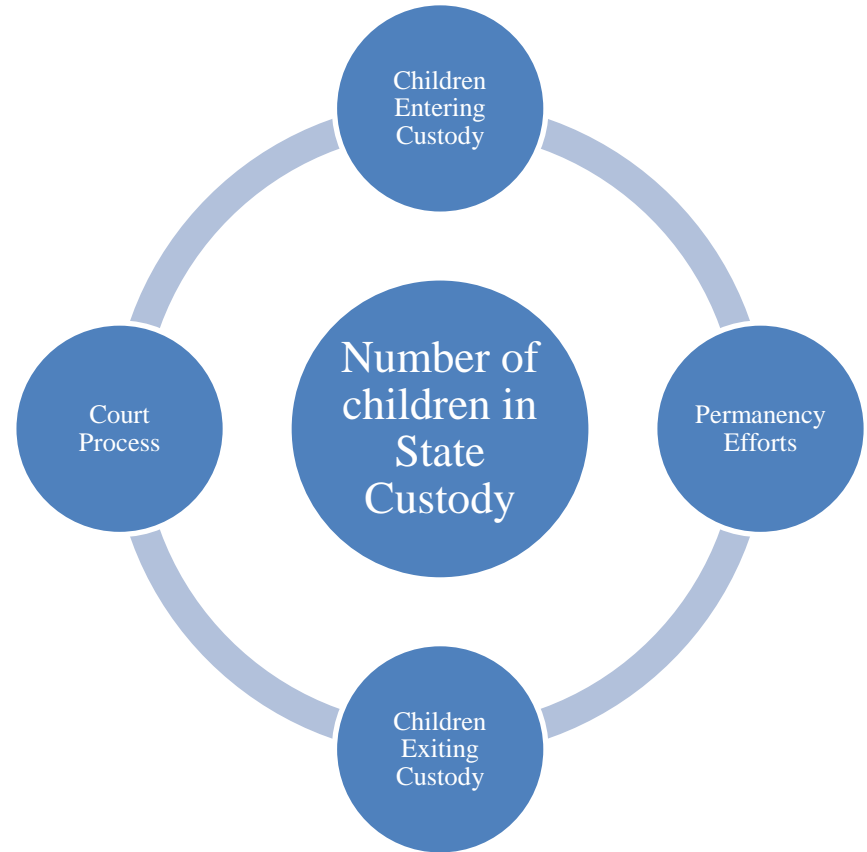 Children
Entering
Custody
Number of
children in
State
Custody
Court
Process
Permanency
Efforts
Children
Exiting
Custody